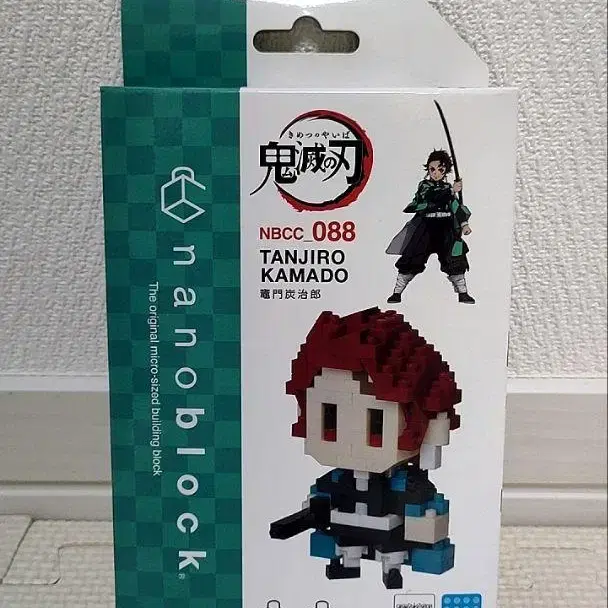 きめつのやいば
鬼滅の刃
NBCC_088
TANJIRO
KAMADO
竈門炭治郎
nanoblock®
The original micro-sized building block